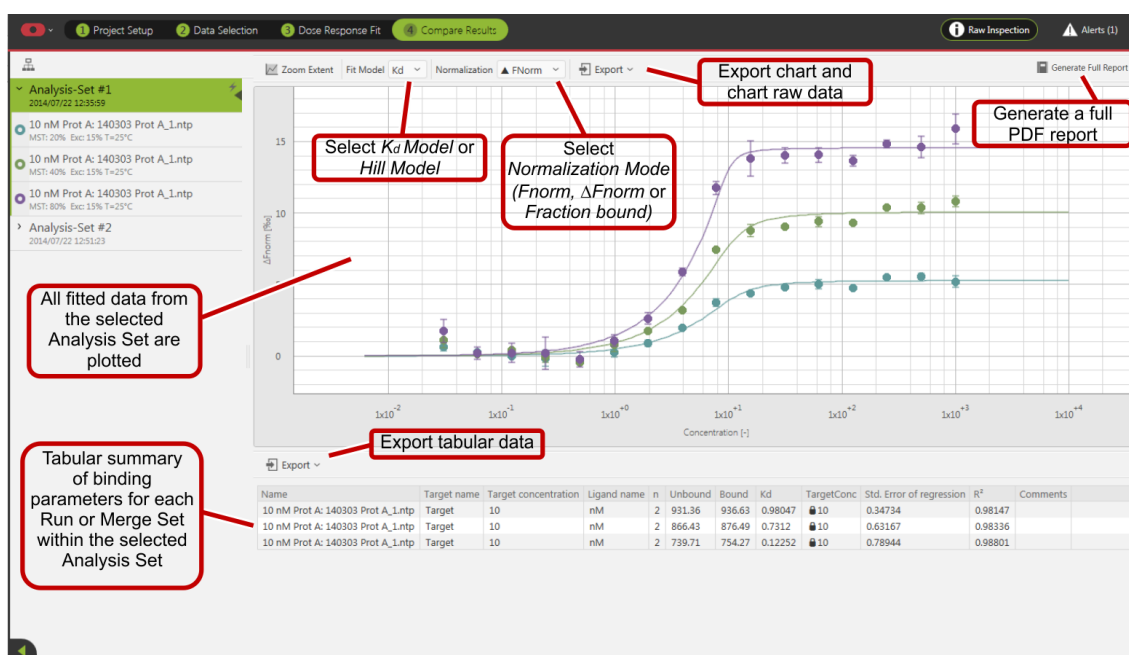 1 Project Setup 2 Data Selection 3 Dose Response Fit 4 Compare Results i Raw Inspection Alerts (1)
Zoom Extent Fit Model Kd Normalization ▲ FNorm Export Generate Full Report
Analysis-Set #1
2014/07/22 12:35:59
10 nM Prot A: 140303 Prot A_1.ntp
MST: 20% Exc: 15% T=25°C
10 nM Prot A: 140303 Prot A_1.ntp
MST: 40% Exc: 15% T=25°C
10 nM Prot A: 140303 Prot A_1.ntp
MST: 80% Exc: 15% T=25°C
Analysis-Set #2
2014/07/22 12:51:23
Export chart and
chart raw data
Generate a full
PDF report
Select Kd Model or
Hill Model
Select
Normalization Mode
(Fnorm, ΔFnorm or
Fraction bound)
All fitted data from
the selected
Analysis Set are
plotted
ΔFnorm [‰]
15
10
0
1x10-2 1x10-1 1x10+0 1x10+1 1x10+2 1x10+3 1x10+4
Concentration [-]
Export tabular data
Export
Tabular summary
of binding
parameters for each
Run or Merge Set
within the selected
Analysis Set
Name Target name Target concentration Ligand name n Unbound Bound Kd TargetConc Std. Error of regression R² Comments
10 nM Prot A: 140303 Prot A_1.ntp Target 10 nM 2 931.36 936.63 0.98047 10 0.34734 0.98147
10 nM Prot A: 140303 Prot A_1.ntp Target 10 nM 2 866.43 876.49 0.7312 10 0.63167 0.98336
10 nM Prot A: 140303 Prot A_1.ntp Target 10 nM 2 739.71 754.27 0.12252 10 0.78944 0.98801